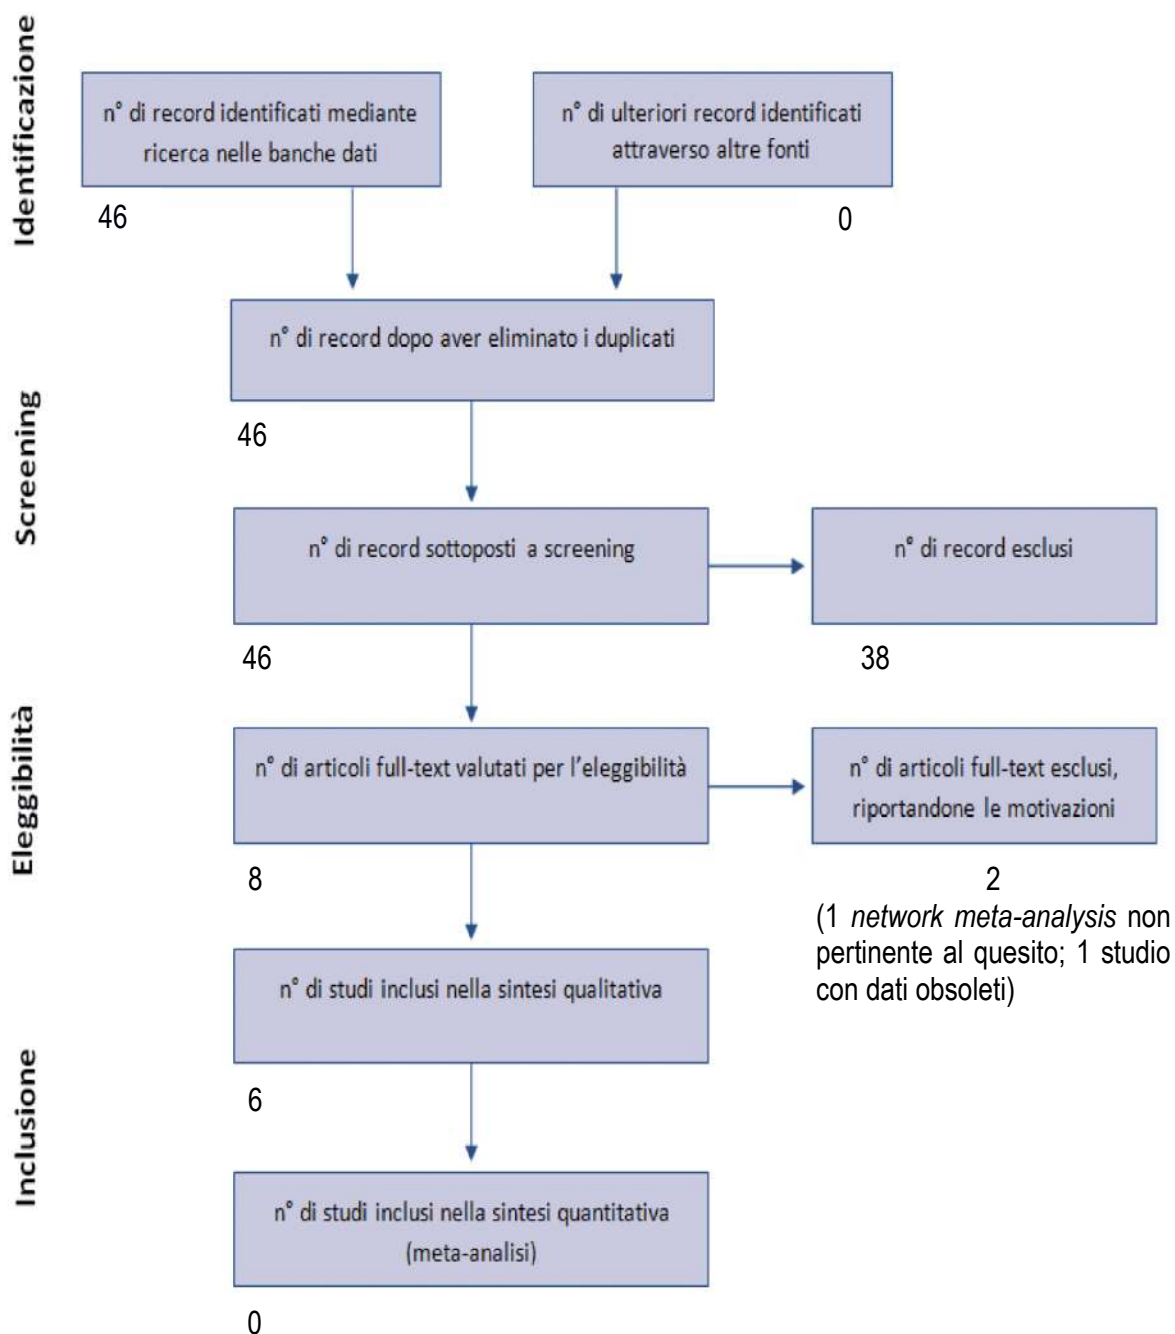 Identificazione
n° di record identificati mediante
ricerca nelle banche dati
46
n° di ulteriori record identificati
attraverso altre fonti
0
Screening
n° di record dopo aver eliminato i duplicati
46
n° di record sottoposti a screening
46
n° di record esclusi
38
Eleggibilità
n° di articoli full-text valutati per l'eleggibilità
8
n° di articoli full-text esclusi,
riportandone le motivazioni
2
(1 network meta-analysis non
pertinente al quesito; 1 studio
con dati obsoleti)
Inclusione
n° di studi inclusi nella sintesi qualitativa
6
n° di studi inclusi nella sintesi quantitativa
(meta-analisi)
0